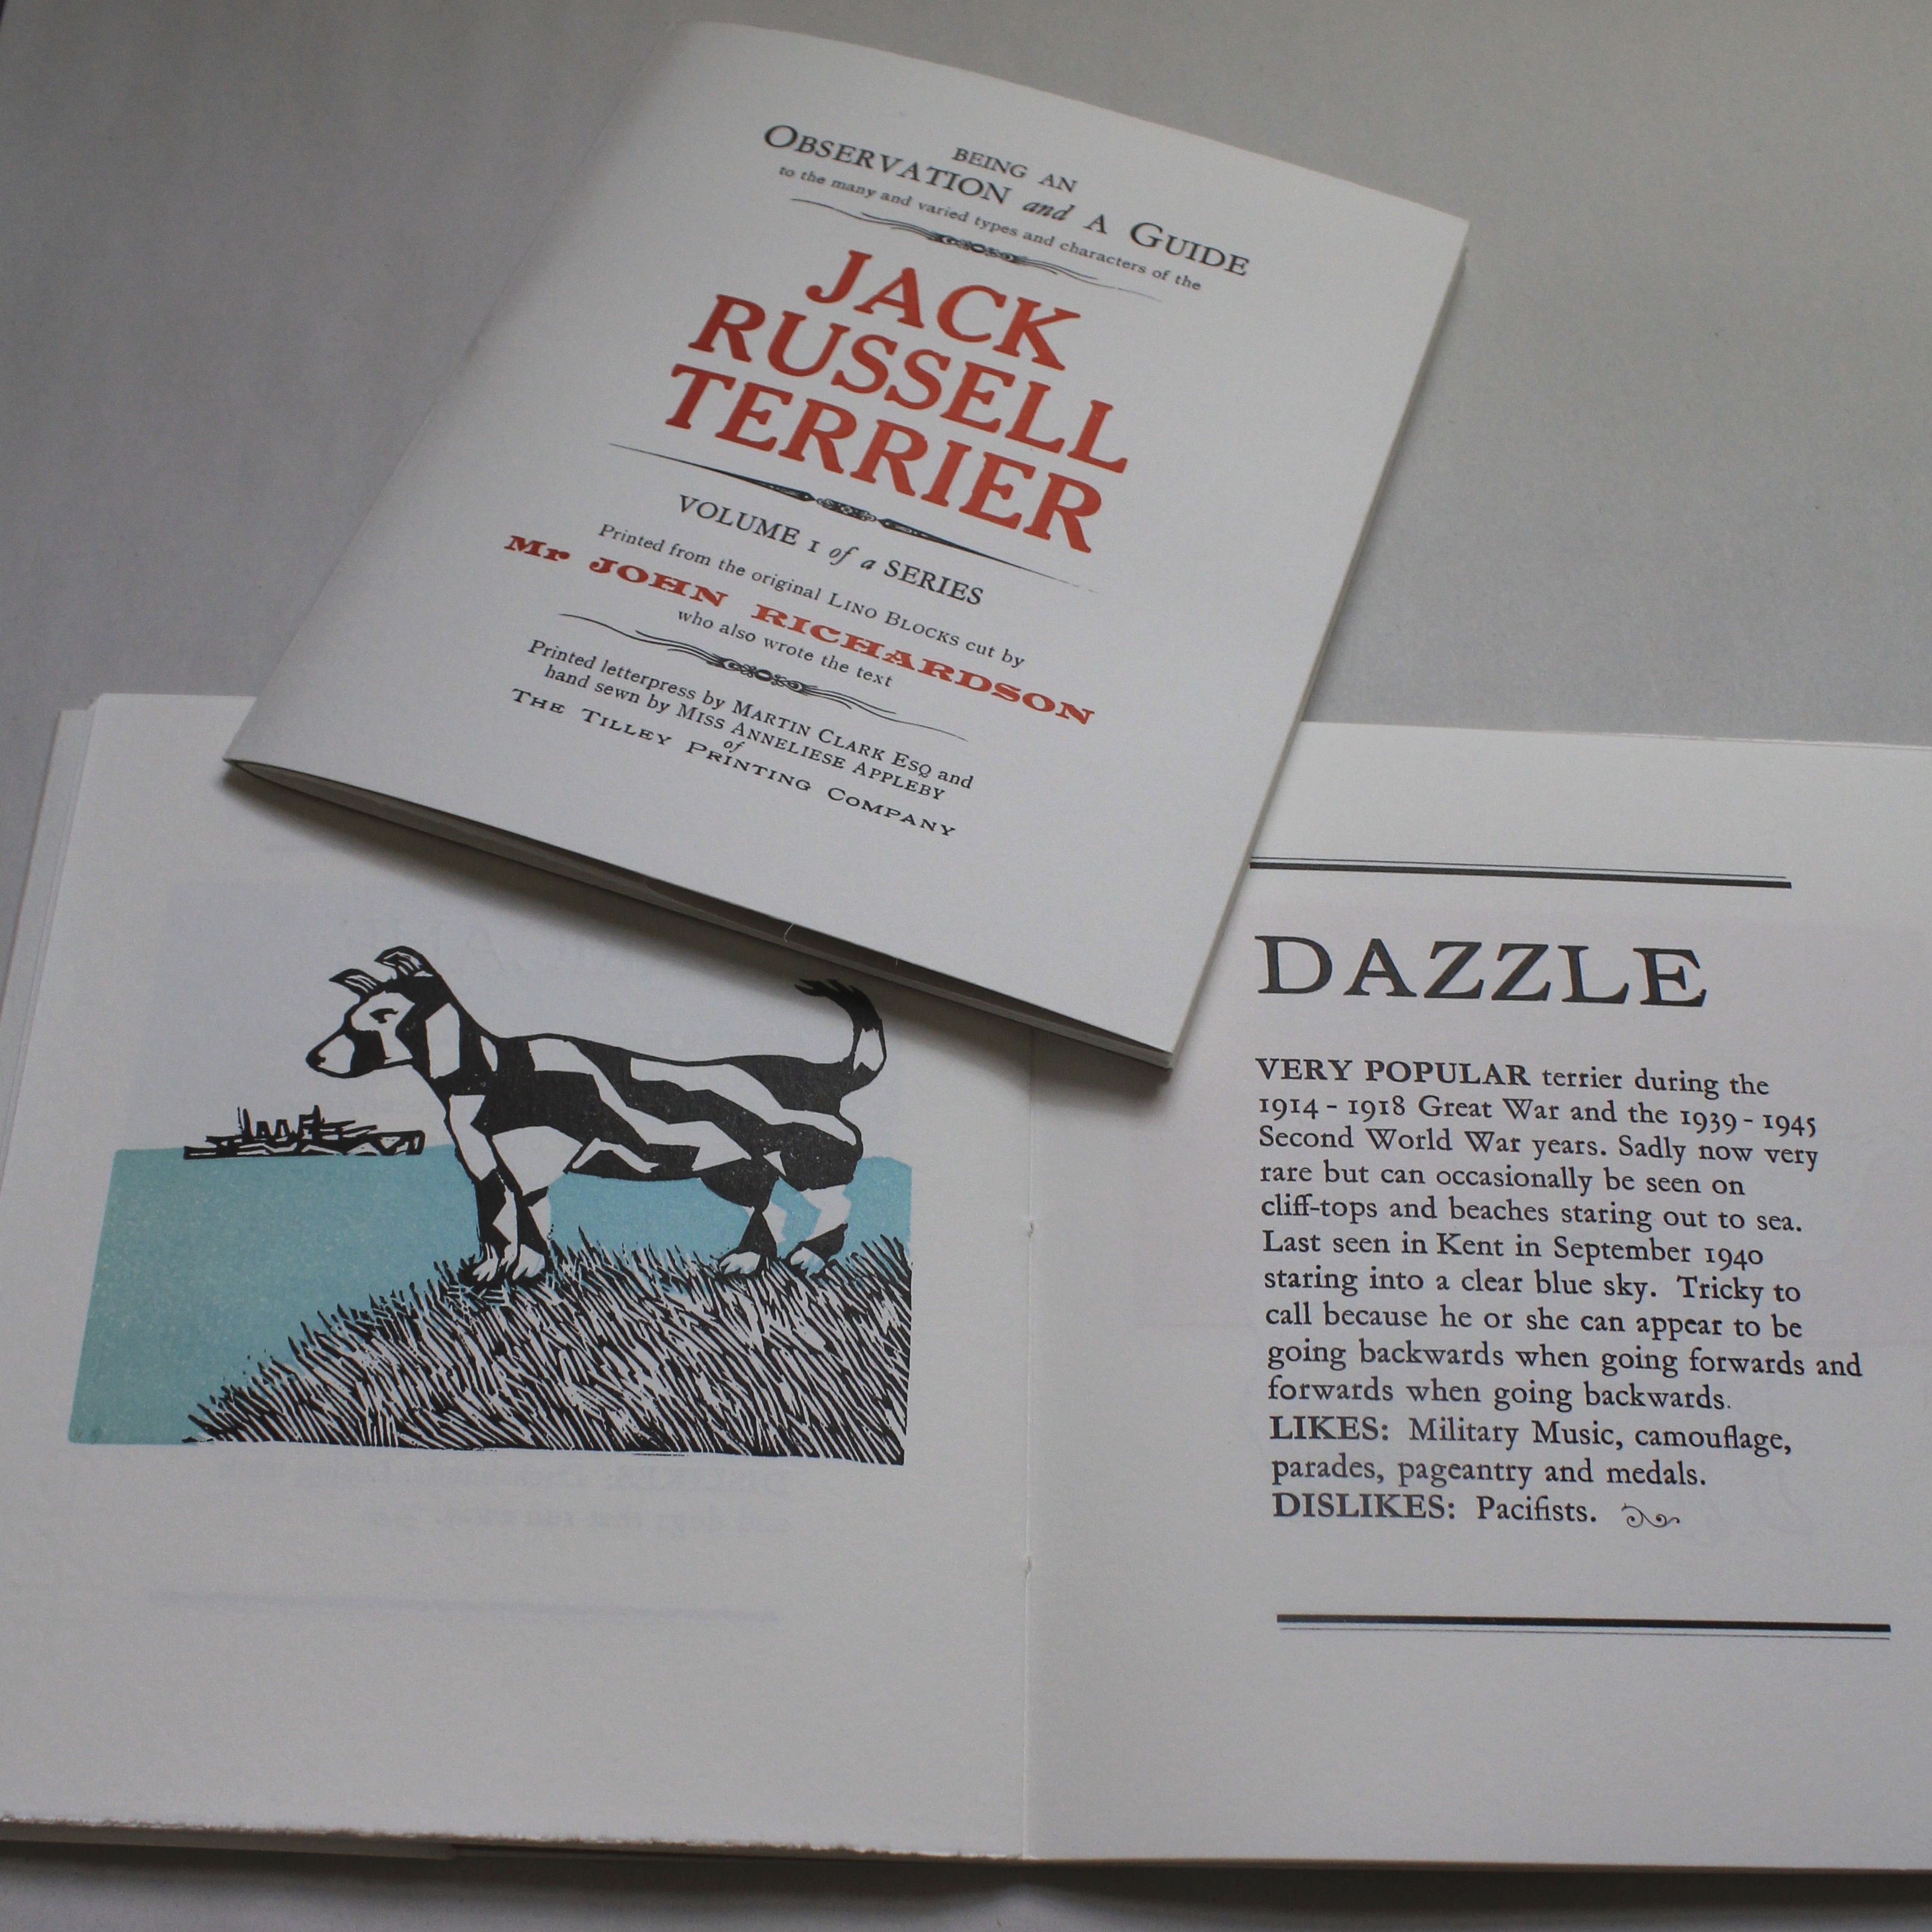 BEING AN
OBSERVATION and A GUIDE
to the many and varied types and characters of the
JACK
RUSSELL
TERRIER
VOLUME 1 of a SERIES
Printed from the original LINO BLOCKS cut by
Mr JOHN RICHARDSON
who also wrote the text
Printed letterpress by MARTIN CLARK ESQ and
hand sewn by MISS ANNELIESE APPLEBY
of
THE TILLEY PRINTING COMPANY
DAZZLE
VERY POPULAR terrier during the
1914 - 1918 Great War and the 1939 - 1945
Second World War years. Sadly now very
rare but can occasionally be seen on
cliff-tops and beaches staring out to sea.
Last seen in Kent in September 1940
staring into a clear blue sky. Tricky to
call because he or she can appear to be
going backwards when going forwards and
forwards when going backwards.
LIKES: Military Music, camouflage,
parades, pageantry and medals.
DISLIKES: Pacifists.